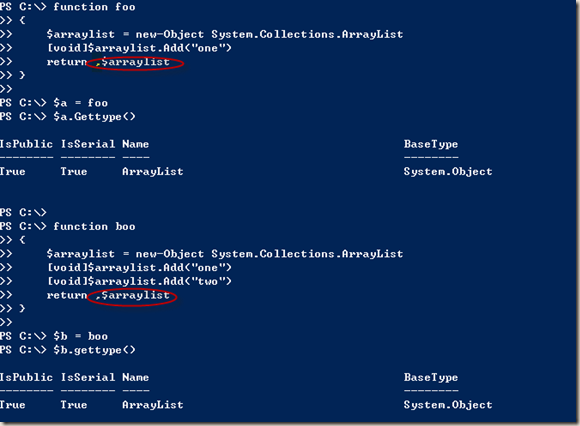 PS C:\> function foo
>> {
>>     $arraylist = new-Object System.Collections.ArrayList
>>     [void]$arraylist.Add("one")
>>     return ,$arraylist
>> }
>>
PS C:\> $a = foo
PS C:\> $a.Gettype()
IsPublic IsSerial Name                                     BaseType
-------- -------- ----                                     --------
True     True     ArrayList                                System.Object
PS C:\>
PS C:\> function boo
>> {
>>     $arraylist = new-Object System.Collections.ArrayList
>>     [void]$arraylist.Add("one")
>>     [void]$arraylist.Add("two")
>>     return ,$arraylist
>> }
>>
PS C:\> $b = boo
PS C:\> $b.gettype()
IsPublic IsSerial Name                                     BaseType
-------- -------- ----                                     --------
True     True     ArrayList                                System.Object